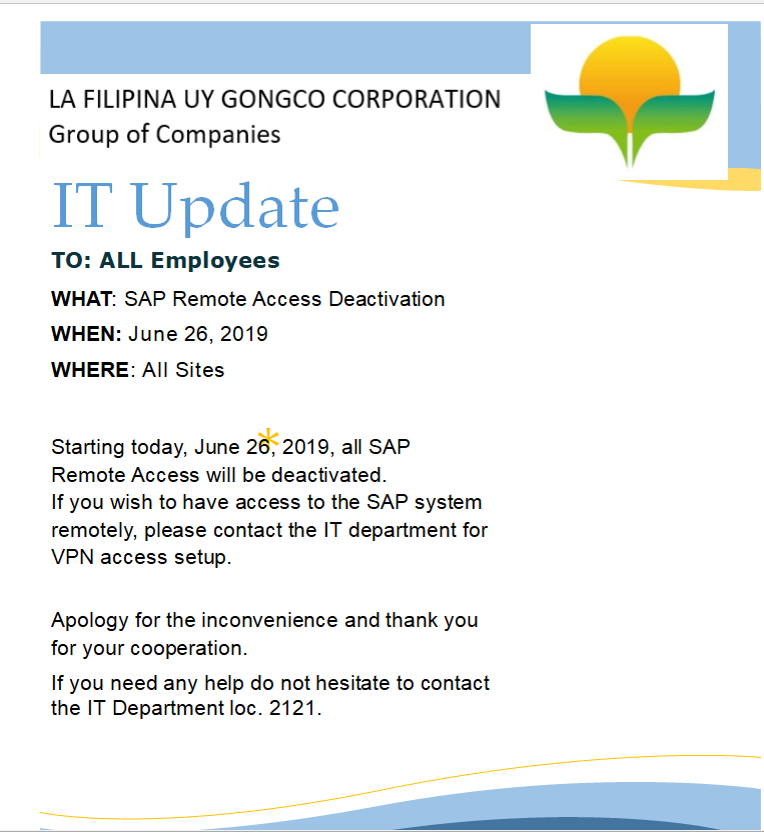 LA FILIPINA UY GONGCO CORPORATION
Group of Companies
IT Update
TO: ALL Employees
WHAT: SAP Remote Access Deactivation
WHEN: June 26, 2019
WHERE: All Sites
Starting today, June 26, 2019, all SAP
Remote Access will be deactivated.
If you wish to have access to the SAP system
remotely, please contact the IT department for
VPN access setup.
Apology for the inconvenience and thank you
for your cooperation.
If you need any help do not hesitate to contact
the IT Department loc. 2121.